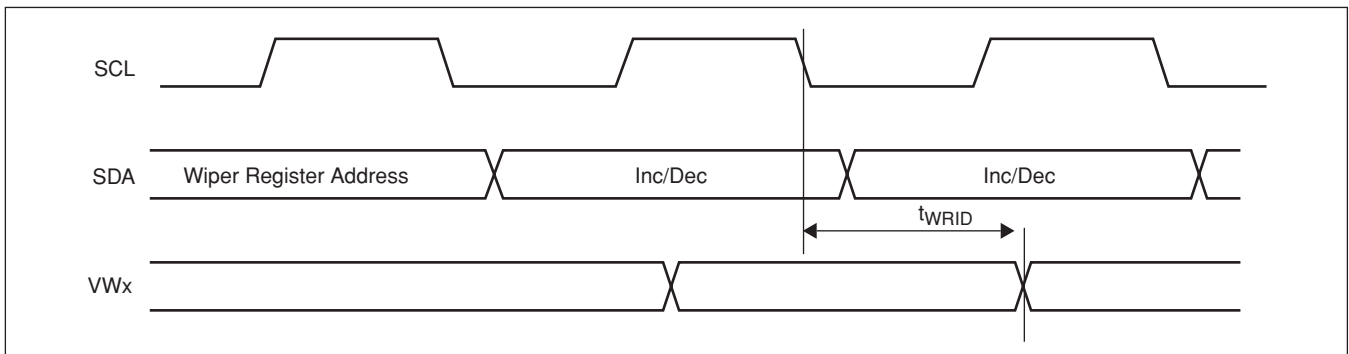 SCL
SDA Wiper Register Address Inc/Dec Inc/Dec
tWRID
VWx